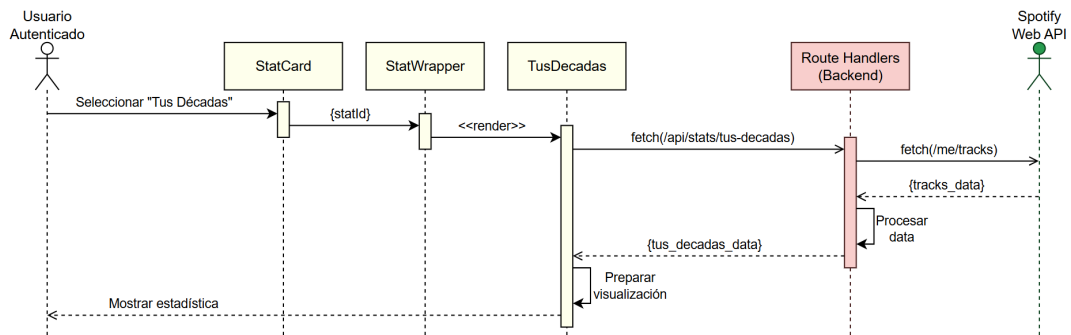 Usuario
Autenticado
Spotify
Web API
StatCard
StatWrapper
TusDecadas
Route Handlers
(Backend)
Seleccionar "Tus Décadas"
{statId}
<<render>>
fetch(/api/stats/tus-decadas)
fetch(/me/tracks)
{tracks_data}
Procesar
data
{tus_decadas_data}
Preparar
visualización
Mostrar estadística